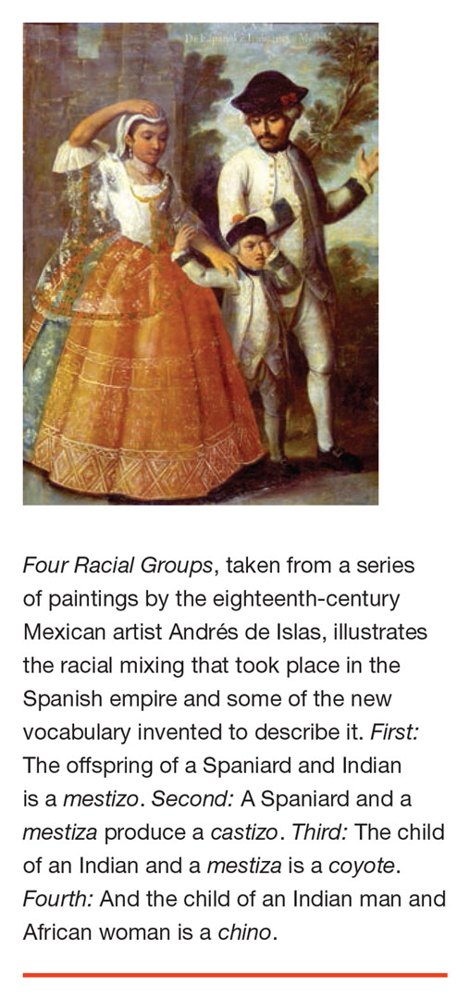 De Español e
Four Racial Groups, taken from a series
of paintings by the eighteenth-century
Mexican artist Andrés de Islas, illustrates
the racial mixing that took place in the
Spanish empire and some of the new
vocabulary invented to describe it. First:
The offspring of a Spaniard and Indian
is a mestizo. Second: A Spaniard and a
mestiza produce a castizo. Third: The child
of an Indian and a mestiza is a coyote.
Fourth: And the child of an Indian man and
African woman is a chino.